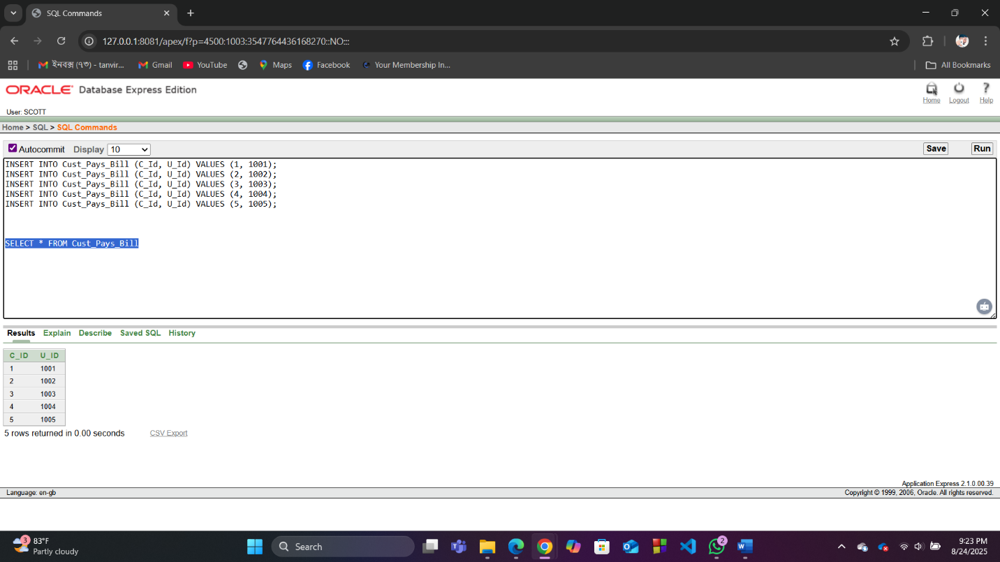 SQL Commands
127.0.0.1:8081/apex/f?p=4500:1003:3547764436168270::NO:::
ইনবক্স (৭৩) - tanvir... Gmail YouTube Maps Facebook Your Membership In... All Bookmarks
ORACLE Database Express Edition
Home Logout Help
User: SCOTT
Home > SQL > SQL Commands
Autocommit Display 10 Save Run
INSERT INTO Cust_Pays_Bill (C_Id, U_Id) VALUES (1, 1001);
INSERT INTO Cust_Pays_Bill (C_Id, U_Id) VALUES (2, 1002);
INSERT INTO Cust_Pays_Bill (C_Id, U_Id) VALUES (3, 1003);
INSERT INTO Cust_Pays_Bill (C_Id, U_Id) VALUES (4, 1004);
INSERT INTO Cust_Pays_Bill (C_Id, U_Id) VALUES (5, 1005);
SELECT * FROM Cust_Pays_Bill
Results Explain Describe Saved SQL History
C_ID U_ID
1 1001
2 1002
3 1003
4 1004
5 1005
5 rows returned in 0.00 seconds CSV Export
Application Express 2.1.0.00.39
Language: en-gb Copyright © 1999, 2006, Oracle. All rights reserved.
3 83°F
Partly cloudy
Search
2
9:23 PM
8/24/2025